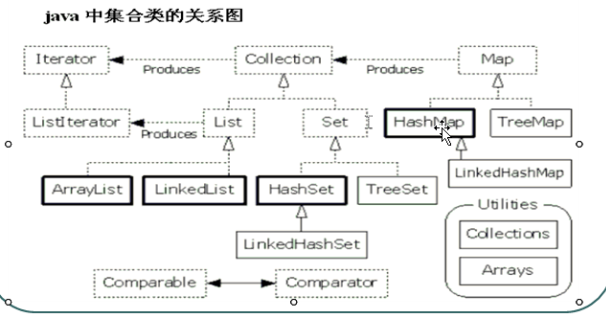 java 中集合类的关系图
Iterator
Produces
Collection
Produces
Map
ListIterator
Produces
List
Set
HashMap
TreeMap
ArrayList
LinkedList
HashSet
TreeSet
LinkedHashMap
LinkedHashSet
Utilities
Collections
Arrays
Comparable
Comparator